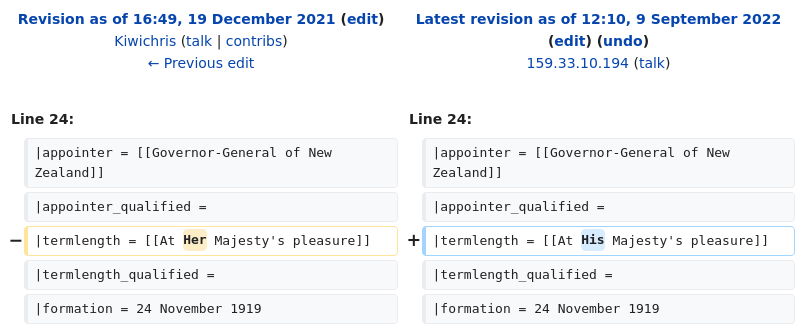 Revision as of 16:49, 19 December 2021 (edit)
Kiwichris (talk | contribs)
← Previous edit
Latest revision as of 12:10, 9 September 2022
(edit) (undo)
159.33.10.194 (talk)
Line 24:
|appointer = [[Governor-General of New
Zealand]]
|appointer_qualified =
− |termlength = [[At Her Majesty's pleasure]]
|termlength_qualified =
|formation = 24 November 1919
Line 24:
|appointer = [[Governor-General of New
Zealand]]
|appointer_qualified =
+ |termlength = [[At His Majesty's pleasure]]
|termlength_qualified =
|formation = 24 November 1919